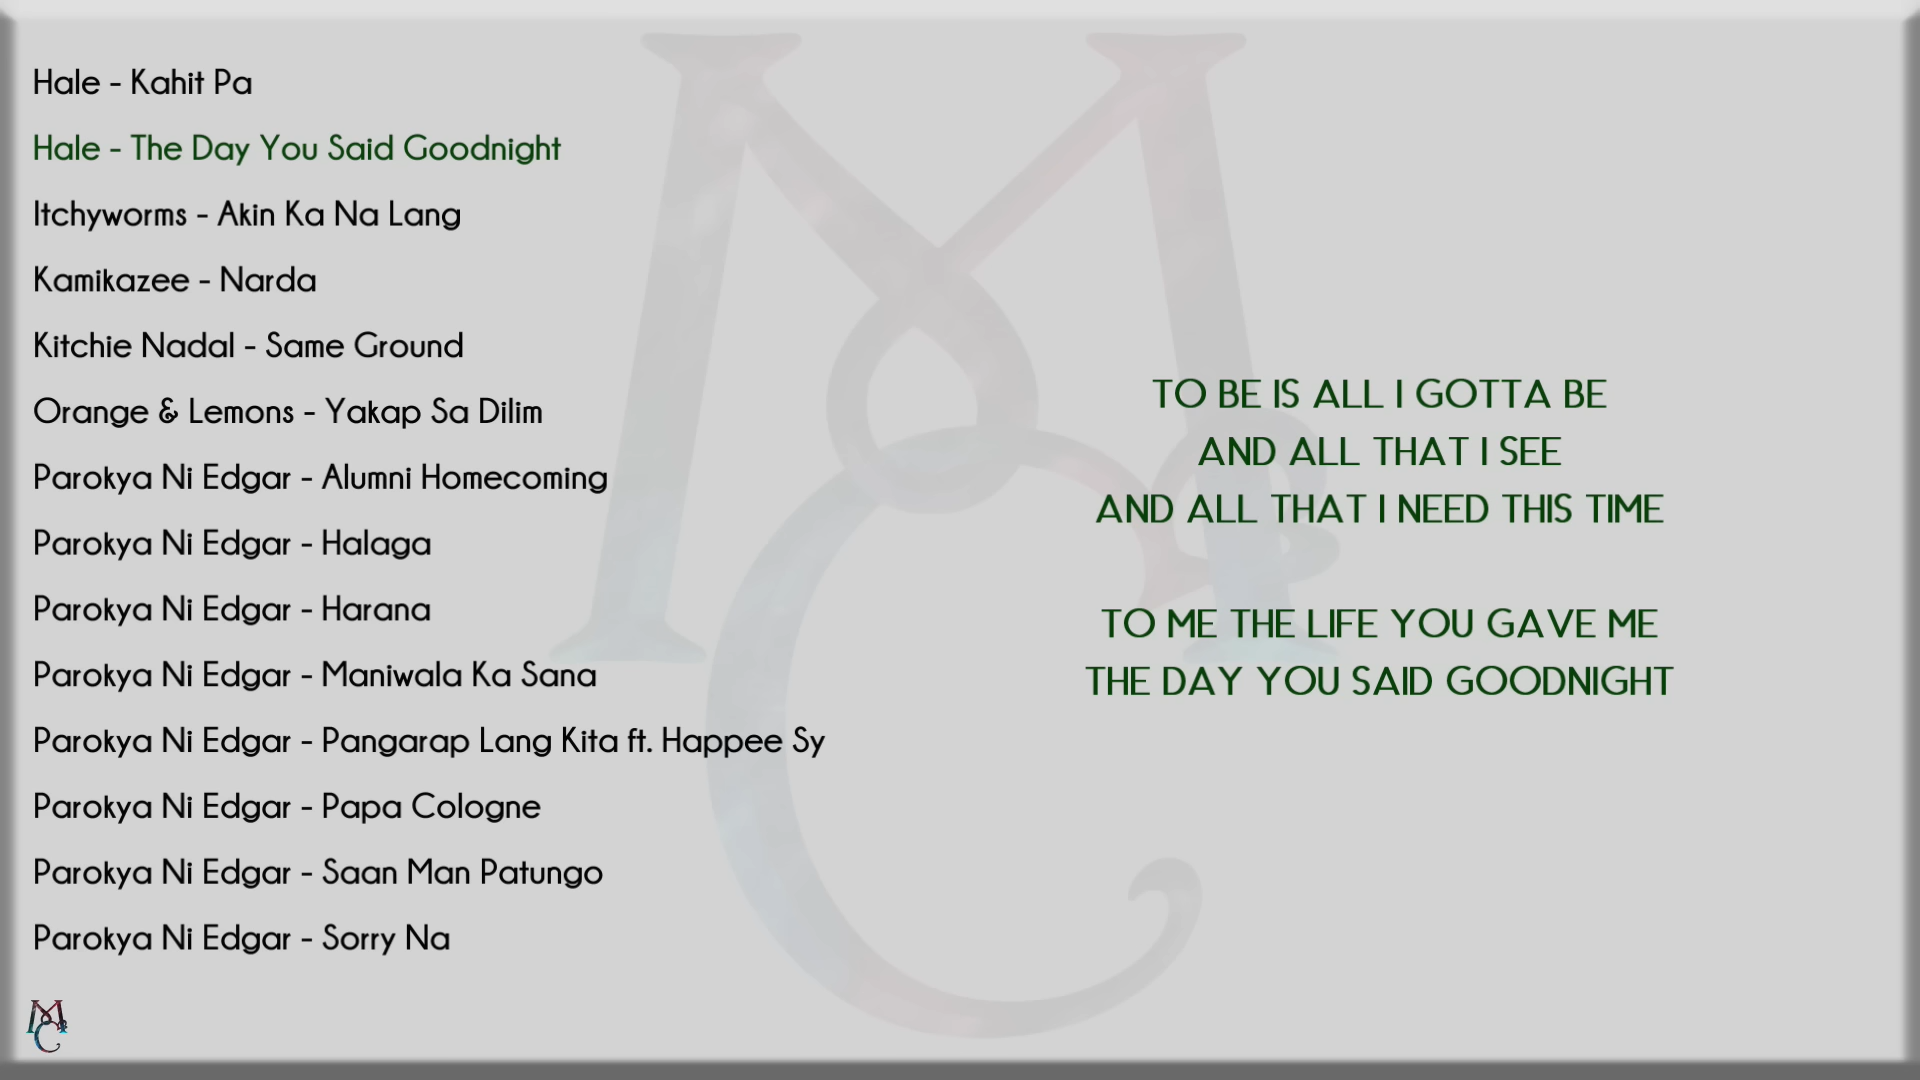 Hale - Kahit Pa
Hale - The Day You Said Goodnight
Itchyworms - Akin Ka Na Lang
Kamikazee - Narda
Kitchie Nadal - Same Ground
Orange & Lemons - Yakap Sa Dilim
Parokya Ni Edgar - Alumni Homecoming
Parokya Ni Edgar - Halaga
Parokya Ni Edgar - Harana
Parokya Ni Edgar - Maniwala Ka Sana
Parokya Ni Edgar - Pangarap Lang Kita ft. Happee Sy
Parokya Ni Edgar - Papa Cologne
Parokya Ni Edgar - Saan Man Patungo
Parokya Ni Edgar - Sorry Na
TO BE IS ALL I GOTTA BE
AND ALL THAT I SEE
AND ALL THAT I NEED THIS TIME
TO ME THE LIFE YOU GAVE ME
THE DAY YOU SAID GOODNIGHT
MC